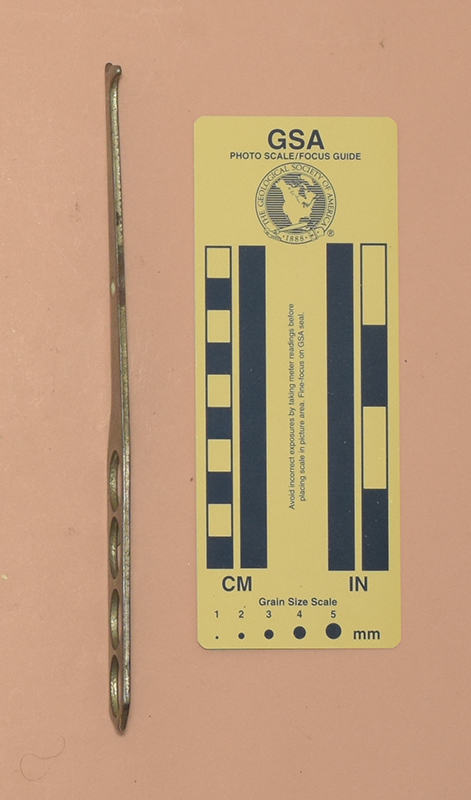 GSA
PHOTO SCALE/FOCUS GUIDE
THE GEOLOGICAL SOCIETY OF AMERICA
1888
®
Avoid incorrect exposures by taking meter readings before
placing scale in picture area. Fine-focus on GSA seal.
CM IN
Grain Size Scale
1 2 3 4 5
mm